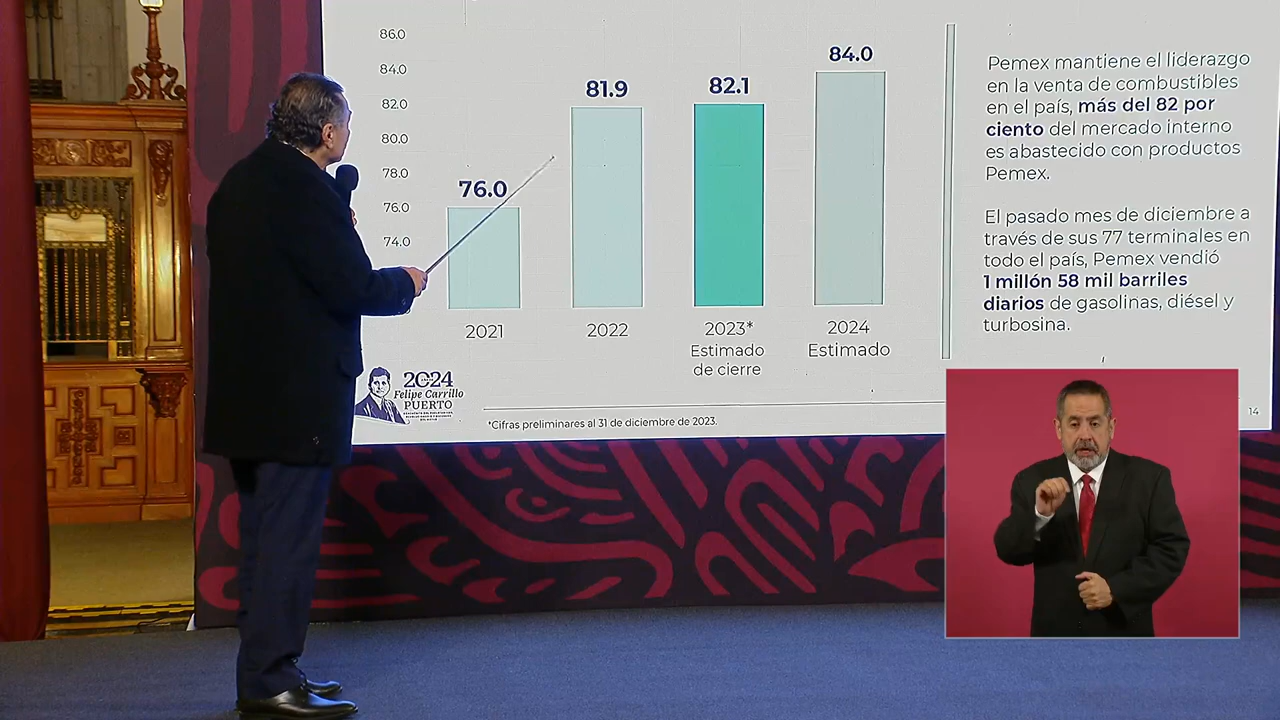 86.0
84.0
82.0
80.0
78.0
76.0
74.0
76.0
81.9
82.1
84.0
2021
2022
2023*
Estimado
de cierre
2024
Estimado
Pemex mantiene el liderazgo
en la venta de combustibles
en el país, más del 82 por
ciento del mercado interno
es abastecido con productos
Pemex.
El pasado mes de diciembre a
través de sus 77 terminales en
todo el país, Pemex vendió
1 millón 58 mil barriles
diarios de gasolinas, diésel y
turbosina.
2024
Felipe Carrillo
PUERTO
*Cifras preliminares al 31 de diciembre de 2023.
14